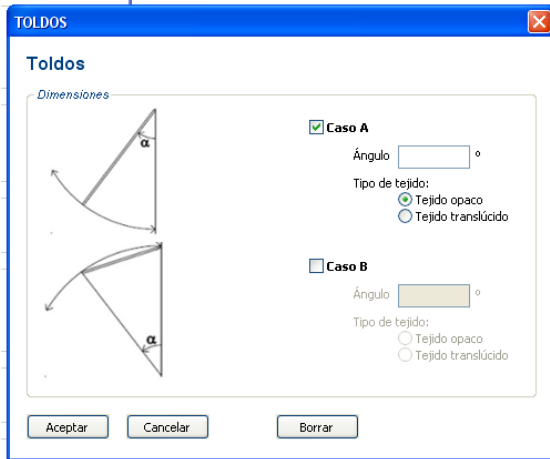 TOLDOS
Toldos
Dimensiones
α
Caso A
Ángulo º
Tipo de tejido:
Tejido opaco
Tejido translúcido
α
Caso B
Ángulo º
Tipo de tejido:
Tejido opaco
Tejido translúcido
Aceptar Cancelar Borrar